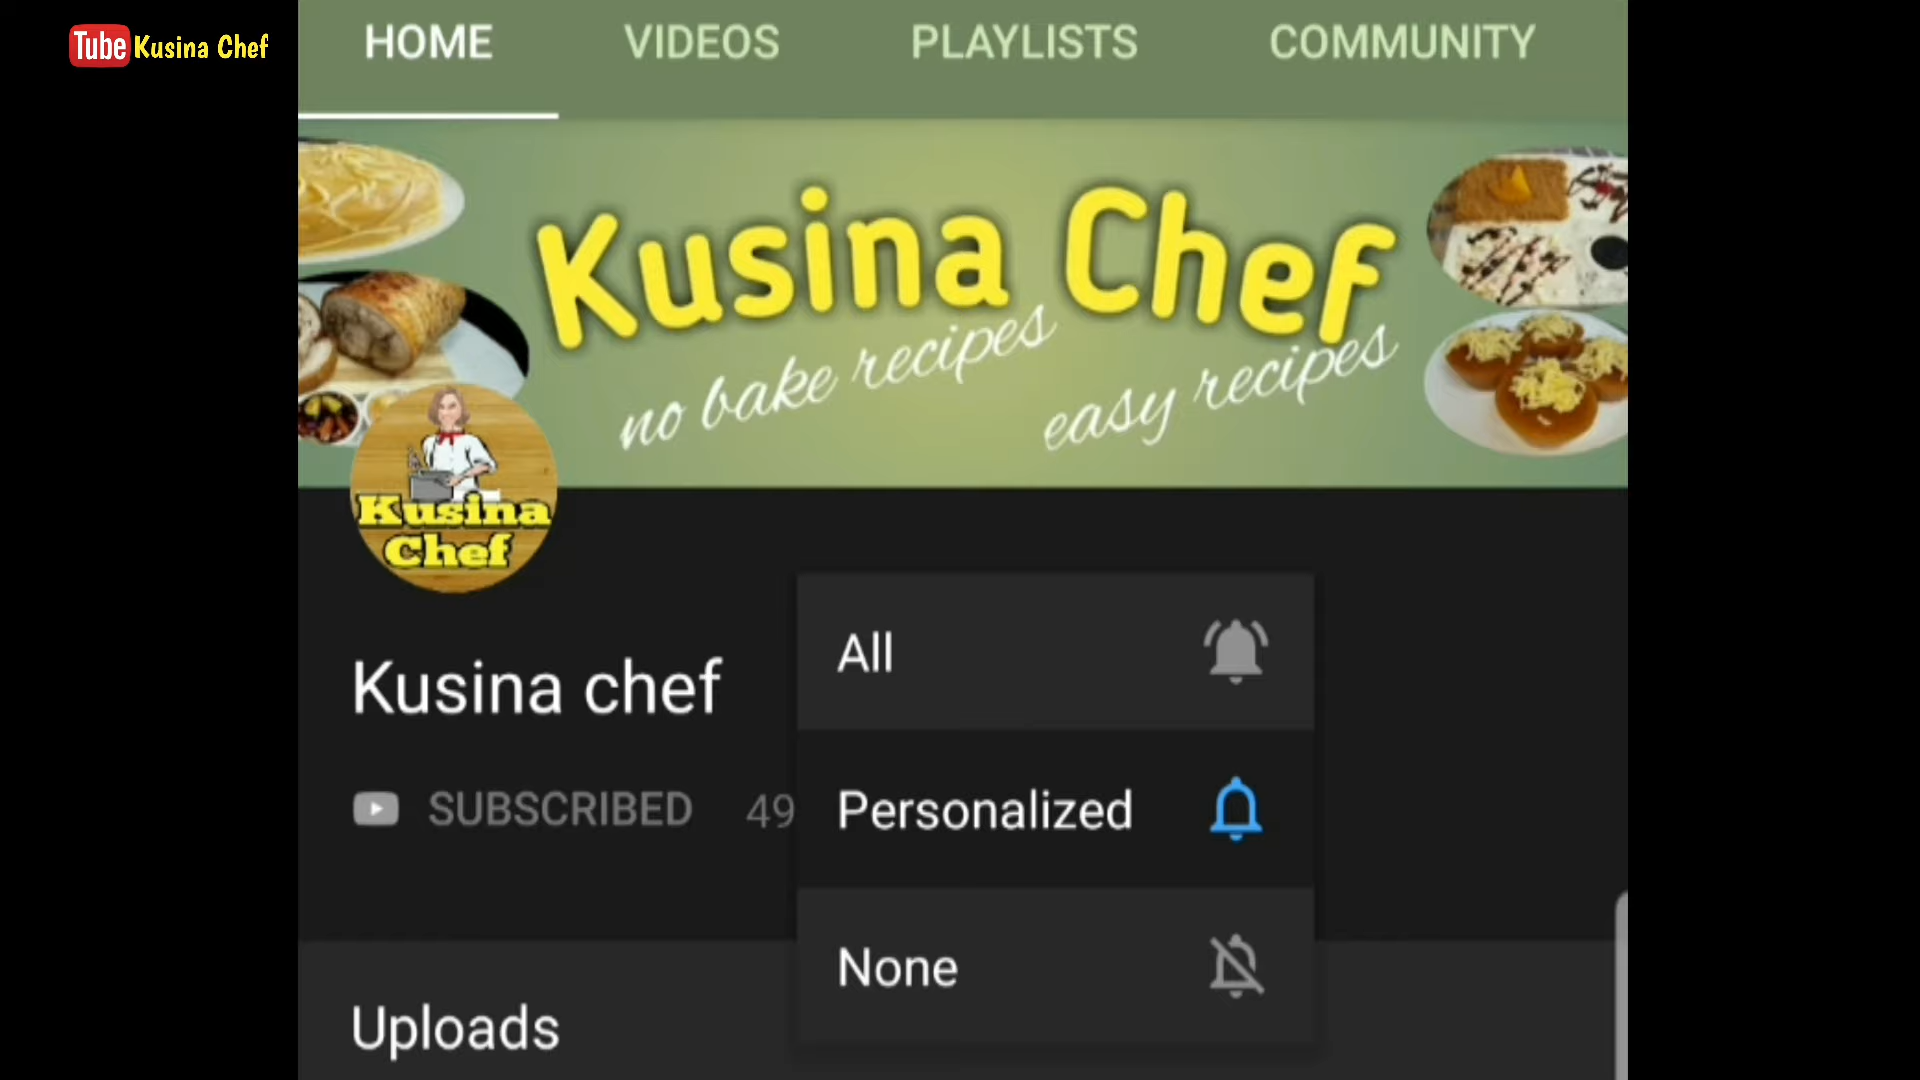 Tube Kusina Chef
HOME VIDEOS PLAYLISTS COMMUNITY
Kusina Chef
no bake recipes
easy recipes
Kusina
Chef
Kusina chef
SUBSCRIBED 49
All
Personalized
None
Uploads